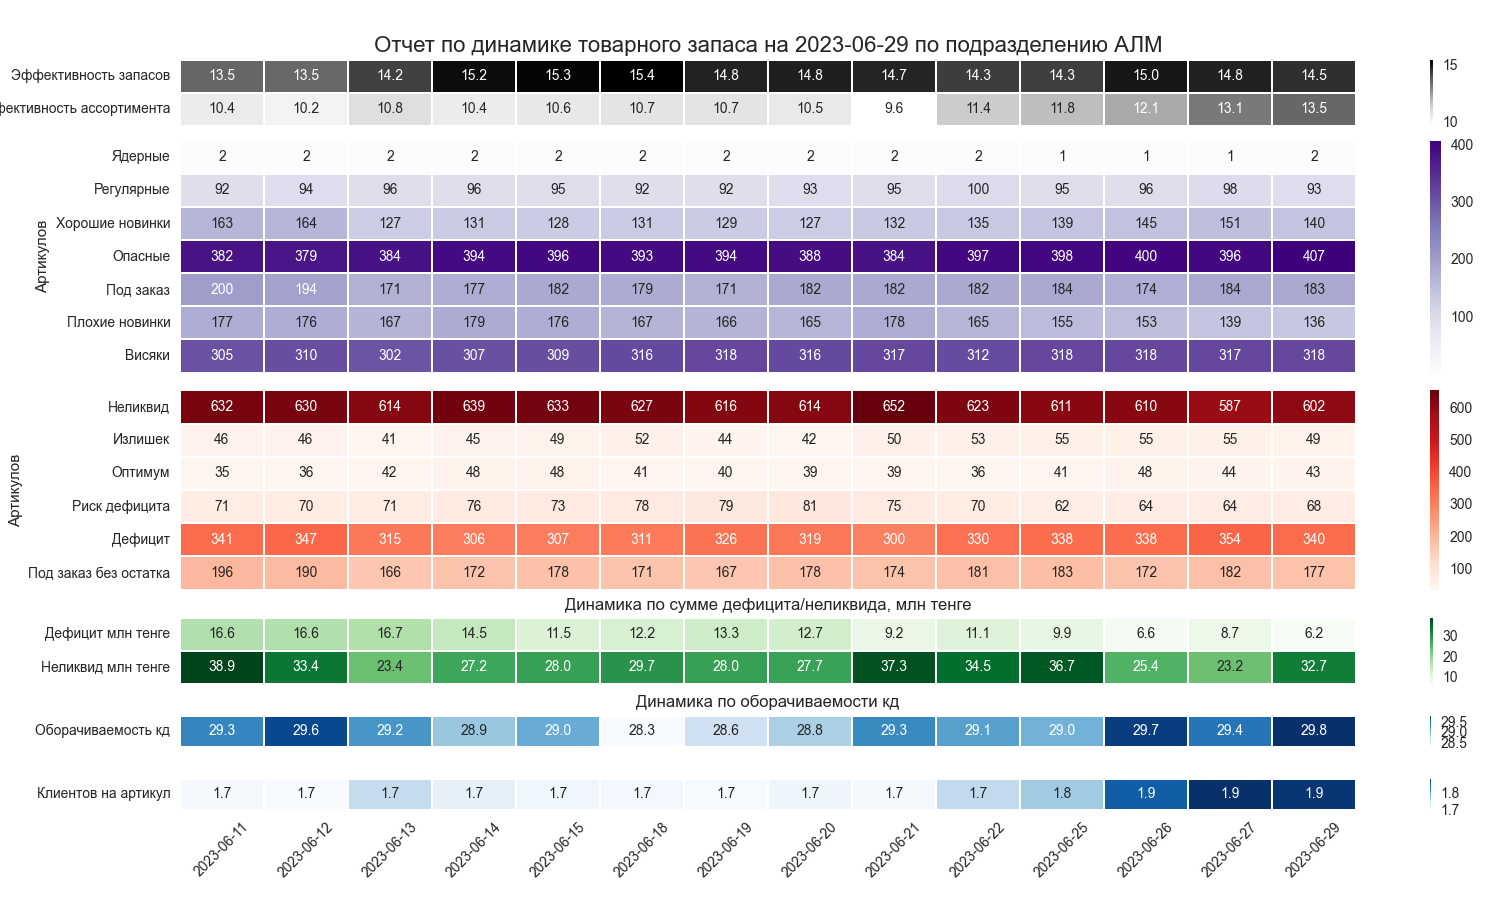 Отчет по динамике товарного запаса на 2023-06-29 по подразделению АЛМ
Эффективность запасов 13.5 13.5 14.2 15.2 15.3 15.4 14.8 14.8 14.7 14.3 14.3 15.0 14.8 14.5
фективность ассортимента 10.4 10.2 10.8 10.4 10.6 10.7 10.7 10.5 9.6 11.4 11.8 12.1 13.1 13.5
15
10
Артикулов
Ядерные 2 2 2 2 2 2 2 2 2 2 1 1 1 2
Регулярные 92 94 96 96 95 92 92 93 95 100 95 96 98 93
Хорошие новинки 163 164 127 131 128 131 129 127 132 135 139 145 151 140
Опасные 382 379 384 394 396 393 394 388 384 397 398 400 396 407
Под заказ 200 194 171 177 182 179 171 182 182 182 184 174 184 183
Плохие новинки 177 176 167 179 176 167 166 165 178 165 155 153 139 136
Висяки 305 310 302 307 309 316 318 316 317 312 318 318 317 318
400
300
200
100
Артикулов
Неликвид 632 630 614 639 633 627 616 614 652 623 611 610 587 602
Излишек 46 46 41 45 49 52 44 42 50 53 55 55 55 49
Оптимум 35 36 42 48 48 41 40 39 39 36 41 48 44 43
Риск дефицита 71 70 71 76 73 78 79 81 75 70 62 64 64 68
Дефицит 341 347 315 306 307 311 326 319 300 330 338 338 354 340
Под заказ без остатка 196 190 166 172 178 171 167 178 174 181 183 172 182 177
600
500
400
300
200
100
Динамика по сумме дефицита/неликвида, млн тенге
Дефицит млн тенге 16.6 16.6 16.7 14.5 11.5 12.2 13.3 12.7 9.2 11.1 9.9 6.6 8.7 6.2
Неликвид млн тенге 38.9 33.4 23.4 27.2 28.0 29.7 28.0 27.7 37.3 34.5 36.7 25.4 23.2 32.7
30
20
10
Динамика по оборачиваемости кд
Оборачиваемость кд 29.3 29.6 29.2 28.9 29.0 28.3 28.6 28.8 29.3 29.1 29.0 29.7 29.4 29.8
29.5
29.0
28.5
Клиентов на артикул 1.7 1.7 1.7 1.7 1.7 1.7 1.7 1.7 1.7 1.7 1.8 1.9 1.9 1.9
1.8
1.7
2023-06-11 2023-06-12 2023-06-13 2023-06-14 2023-06-15 2023-06-18 2023-06-19 2023-06-20 2023-06-21 2023-06-22 2023-06-25 2023-06-26 2023-06-27 2023-06-29